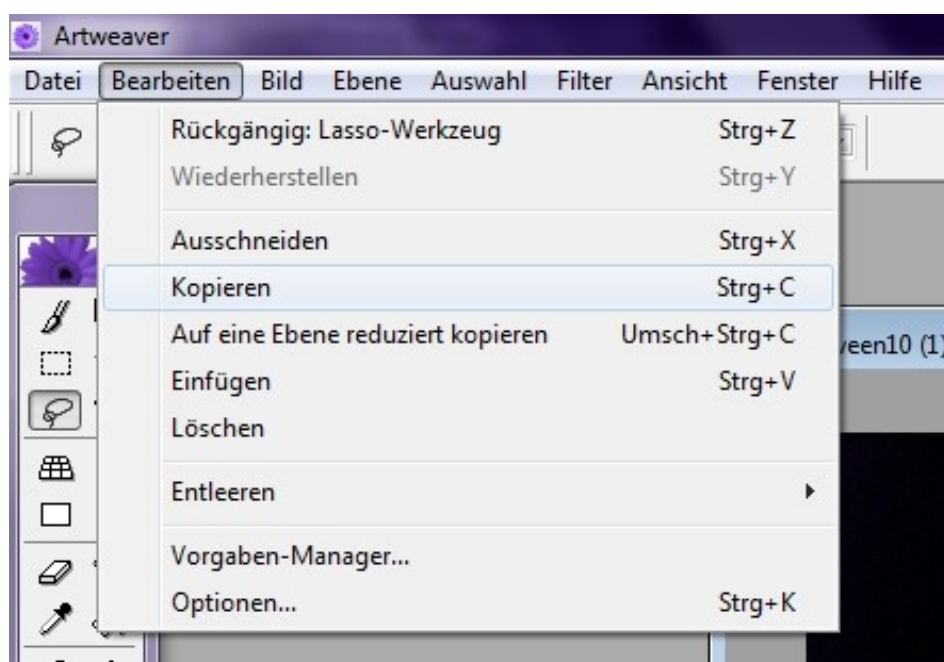 Artweaver
Datei Bearbeiten Bild Ebene Auswahl Filter Ansicht Fenster Hilfe
Rückgängig: Lasso-Werkzeug Strg+Z
Wiederherstellen Strg+Y
Ausschneiden Strg+X
Kopieren Strg+C
Auf eine Ebene reduziert kopieren Umsch+Strg+C
Einfügen Strg+V
Löschen
Entleeren
Vorgaben-Manager...
Optionen... Strg+K